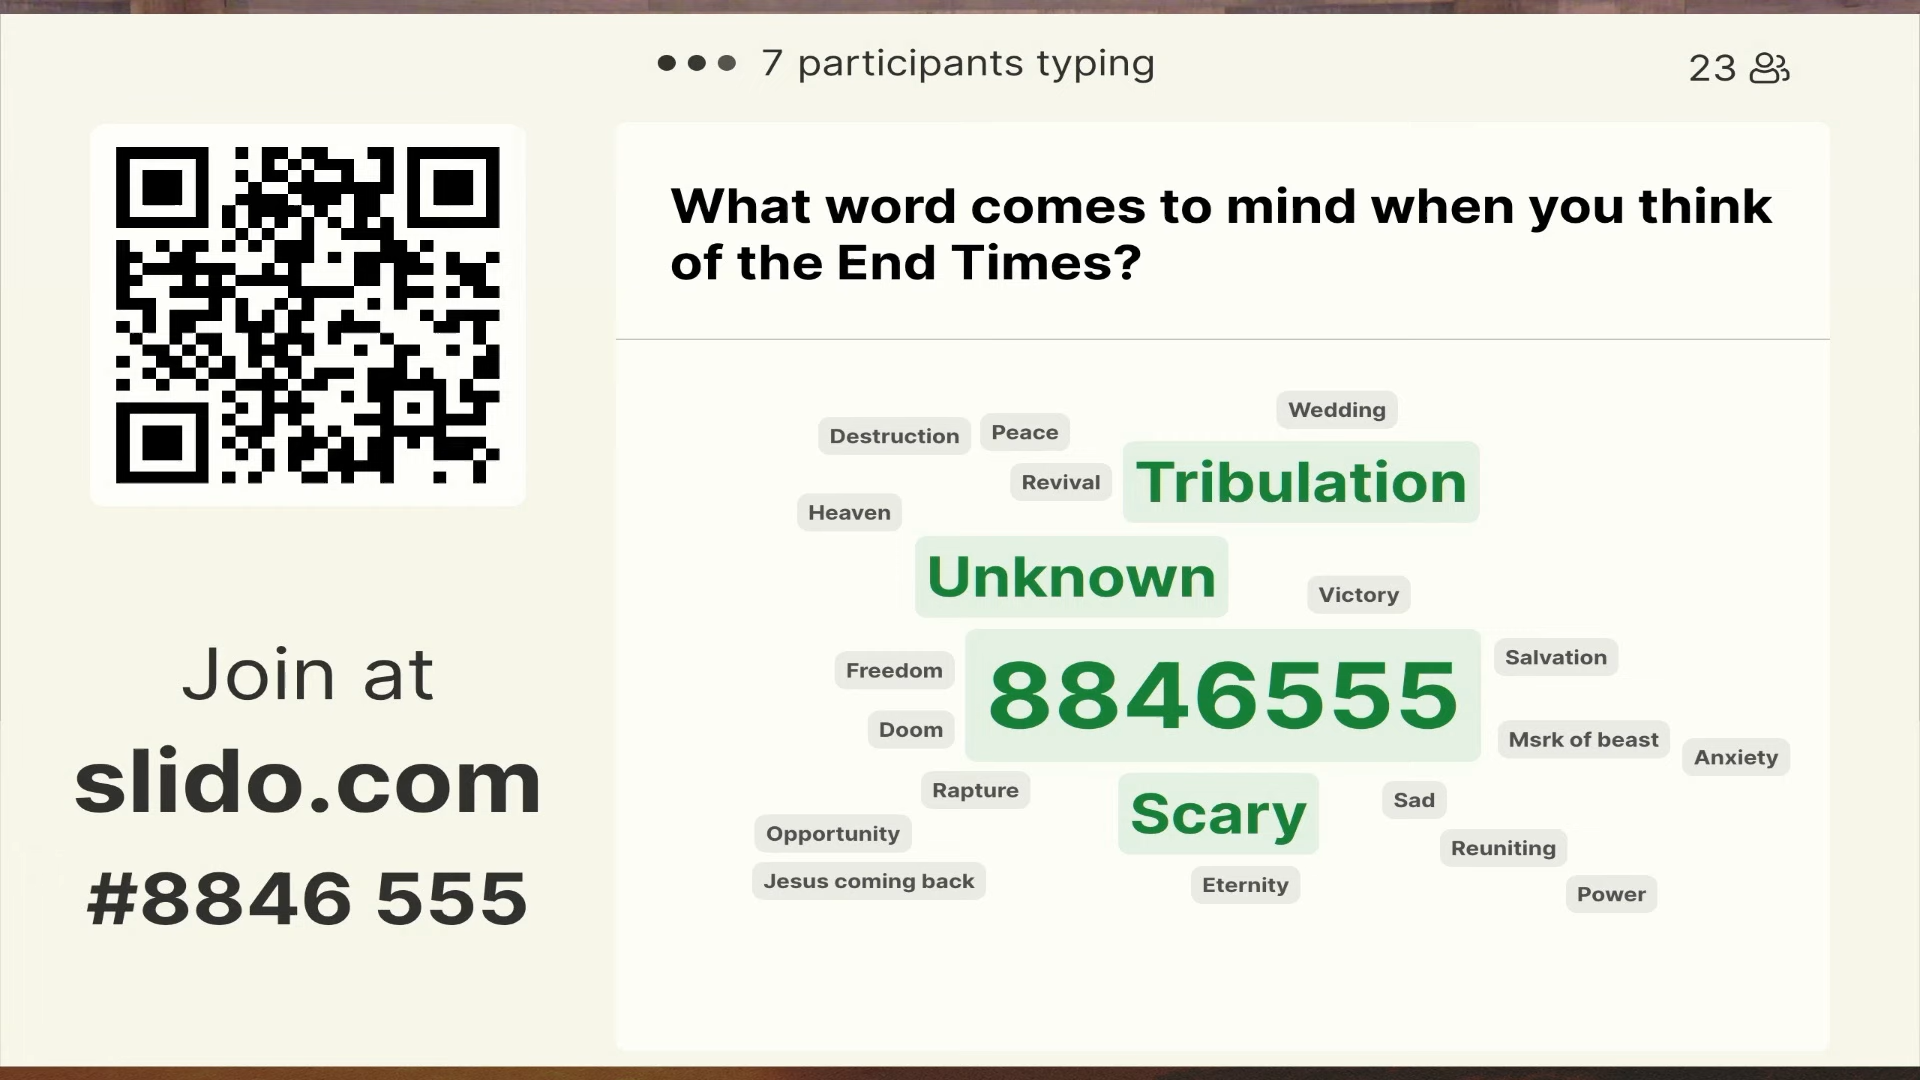 7 participants typing
23
What word comes to mind when you think
of the End Times?
Join at
slido.com
#8846 555
Wedding
Destruction
Peace
Revival
Tribulation
Heaven
Unknown
Victory
Freedom
8846555
Salvation
Doom
Msrk of beast
Anxiety
Rapture
Scary
Sad
Opportunity
Reuniting
Jesus coming back
Eternity
Power